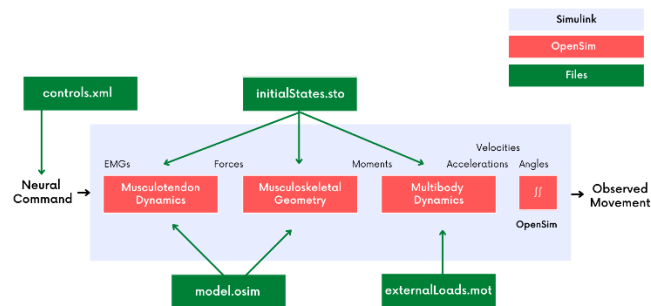 Simulink
OpenSim
Files
controls.xml
initialStates.sto
Velocities
EMGs
Forces
Moments
Accelerations
Angles
Neural
Command
Musculotendon
Dynamics
Musculoskeletal
Geometry
Multibody
Dynamics
∫∫
Observed
Movement
OpenSim
model.osim
externalLoads.mot